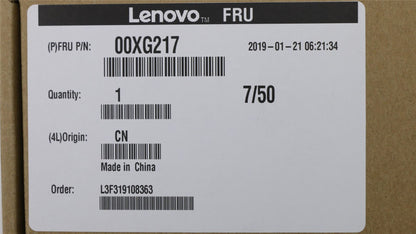 Lenovo™ FRU
(P)FRU P/N: 00XG217 2019-01-21 06:21:34
Quantity: 1 7/50
(4L)Origin: CN
Made in China
Order: L3F319108363